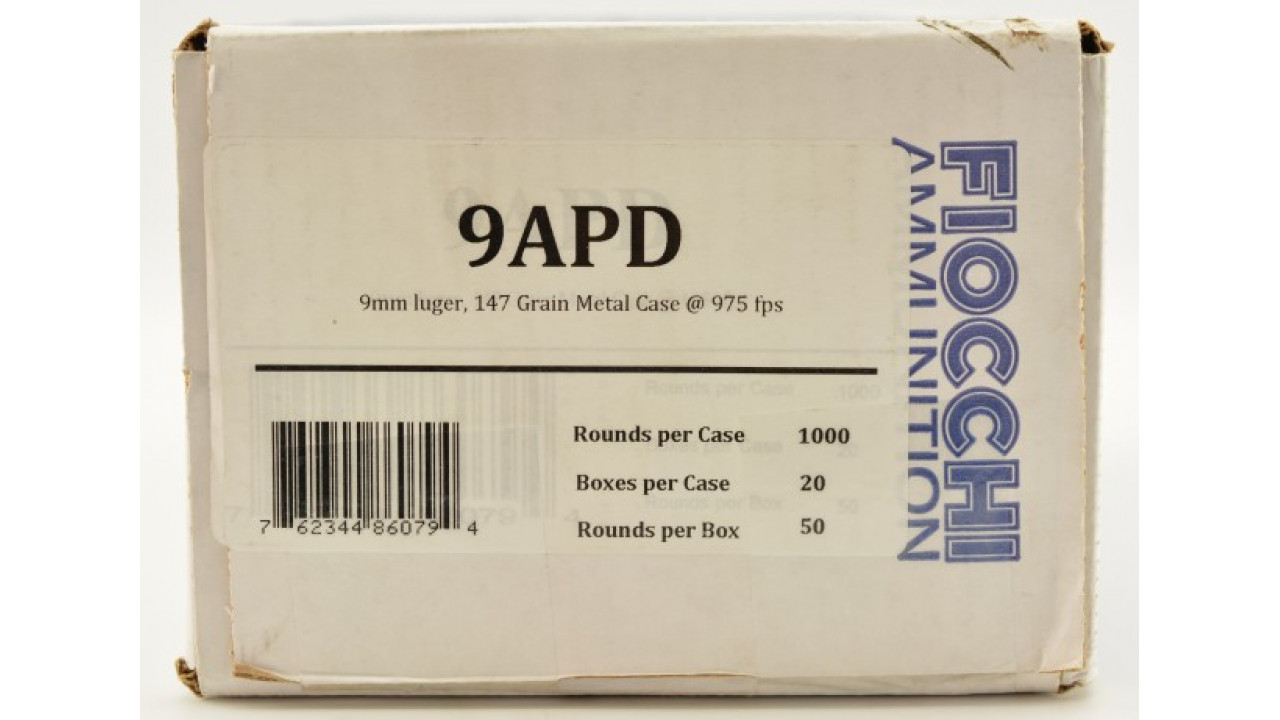 9APD
9mm luger, 147 Grain Metal Case @ 975 fps
Rounds per Case 1000
Boxes per Case 20
Rounds per Box 50
7 62344 86079 4
FIOCCHI
AMMUNITION